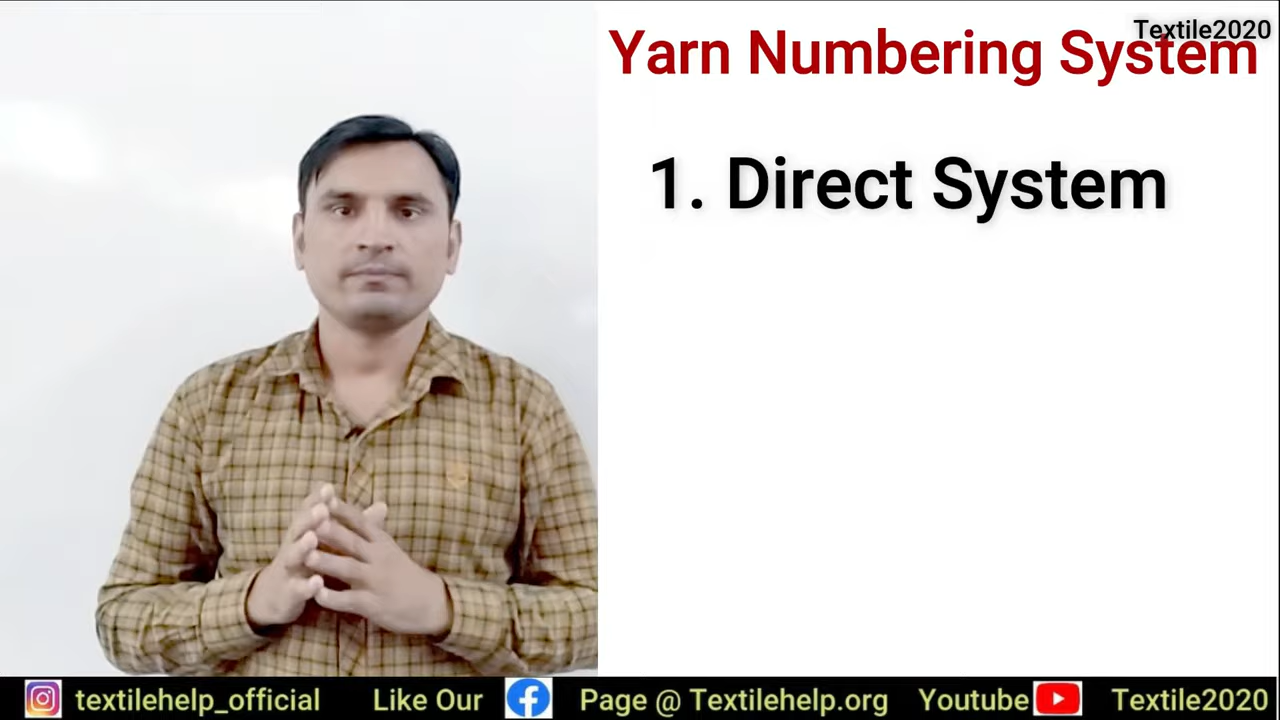 Textile2020
Yarn Numbering System
1. Direct System
textilehelp_official Like Our Page @ Textilehelp.org Youtube Textile2020